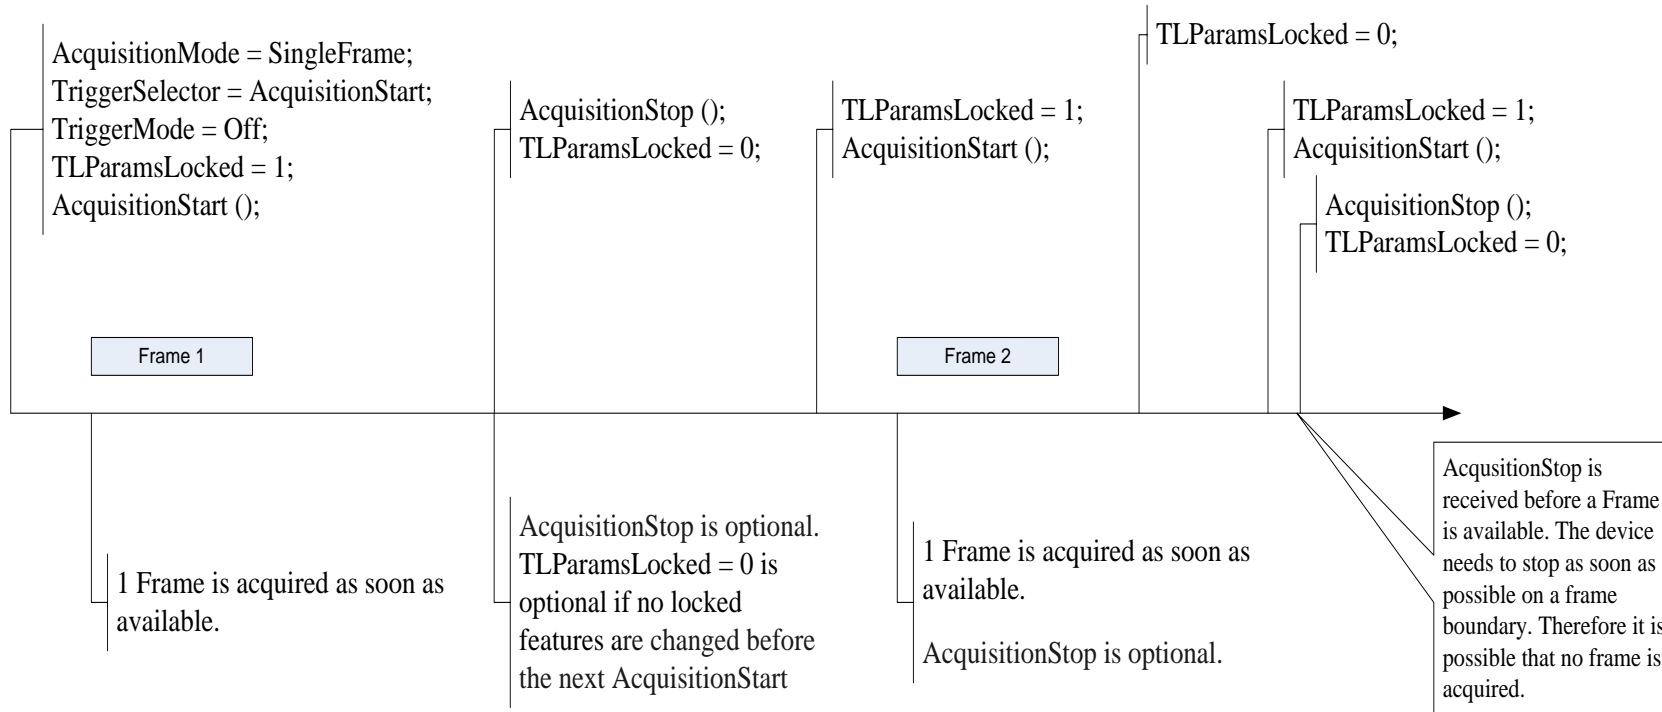 AcquisitionMode = SingleFrame;
TriggerSelector = AcquisitionStart;
TriggerMode = Off;
TLParamsLocked = 1;
AcquisitionStart ();
AcquisitionStop ();
TLParamsLocked = 0;
TLParamsLocked = 1;
AcquisitionStart ();
TLParamsLocked = 0;
TLParamsLocked = 1;
AcquisitionStart ();
AcquisitionStop ();
TLParamsLocked = 0;
Frame 1
Frame 2
1 Frame is acquired as soon as
available.
AcquisitionStop is optional.
TLParamsLocked = 0 is
optional if no locked
features are changed before
the next AcquisitionStart
1 Frame is acquired as soon as
available.
AcquisitionStop is optional.
AcqusitionStop is
received before a Frame
is available. The device
needs to stop as soon as
possible on a frame
boundary. Therefore it is
possible that no frame is
acquired.